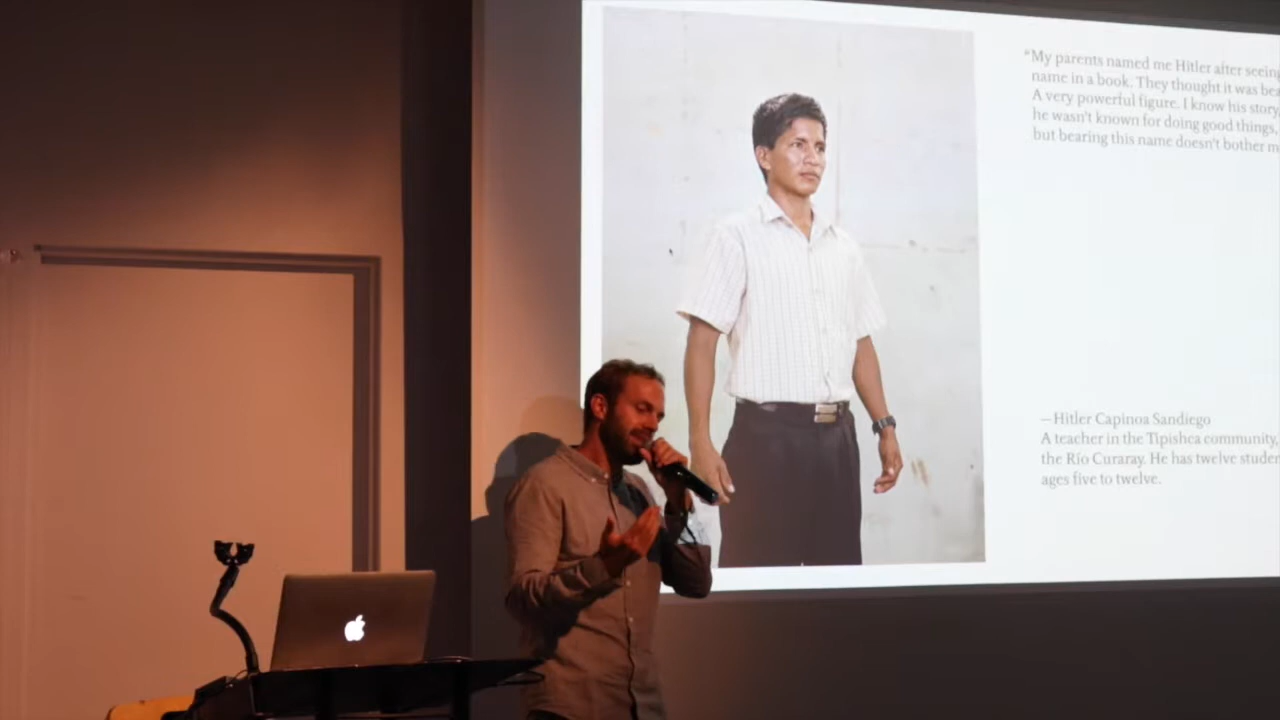 “My parents named me Hitler after seeing
name in a book. They thought it was
A very powerful figure. I know his story,
he wasn't known for doing good things,
but bearing this name doesn't bother
—Hitler Capinoa Sandiego
A teacher in the Tipishca community,
the Río Curaray. He has twelve
ages five to twelve.